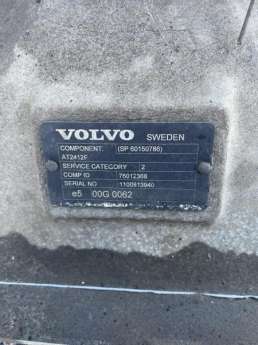 VOLVO SWEDEN
COMPONENT: (SP 60150786)
AT2412F
SERVICE CATEGORY 2
COMP ID 76012368
SERIAL NO 1100913940
e5 00G 0062